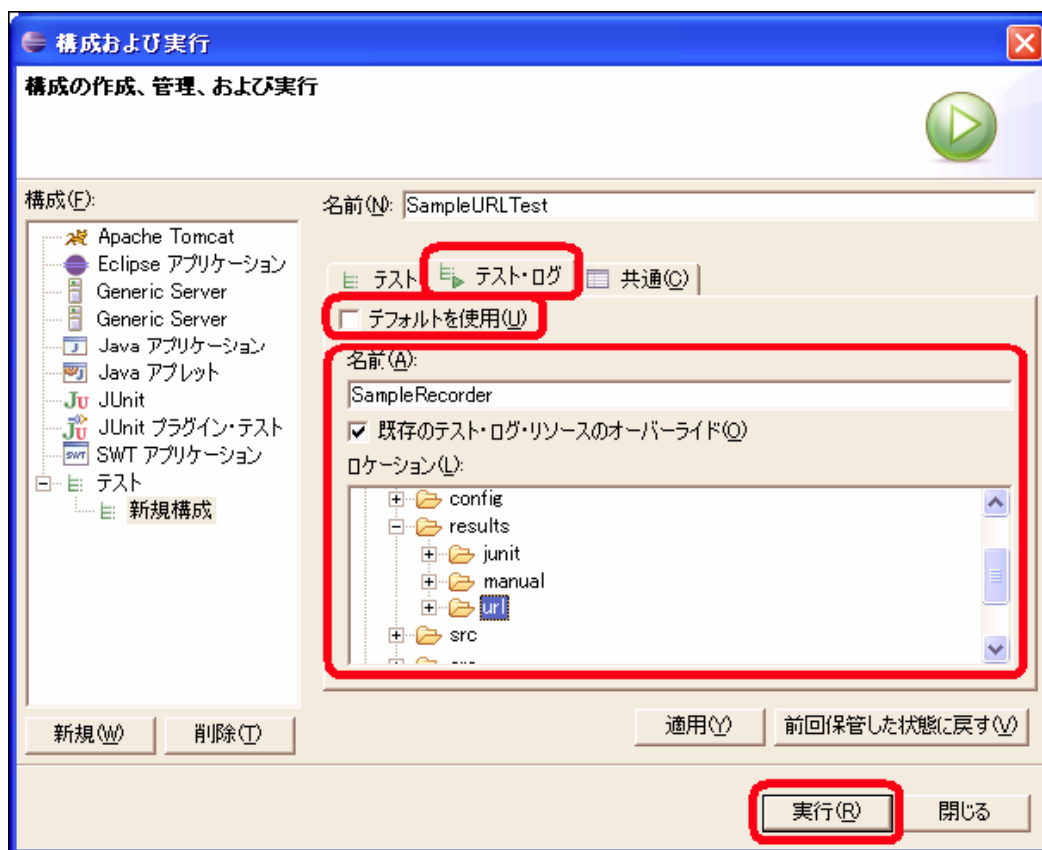 構成および実行
構成の作成、管理、および実行
構成(F):
Apache Tomcat
Eclipse アプリケーション
Generic Server
Generic Server
Java アプリケーション
Java アプレット
JUnit
JUnit プラグイン・テスト
SWT アプリケーション
テスト
新規構成
新規(W) 削除(T)
名前(N): SampleURLTest
テスト テスト・ログ 共通(C)
デフォルトを使用(U)
名前(A):
SampleRecorder
既存のテスト・ログ・リソースのオーバーライド(O)
ロケーション(L):
config
results
junit
manual
url
src
適用(Y) 前回保管した状態に戻す(V)
実行(R) 閉じる